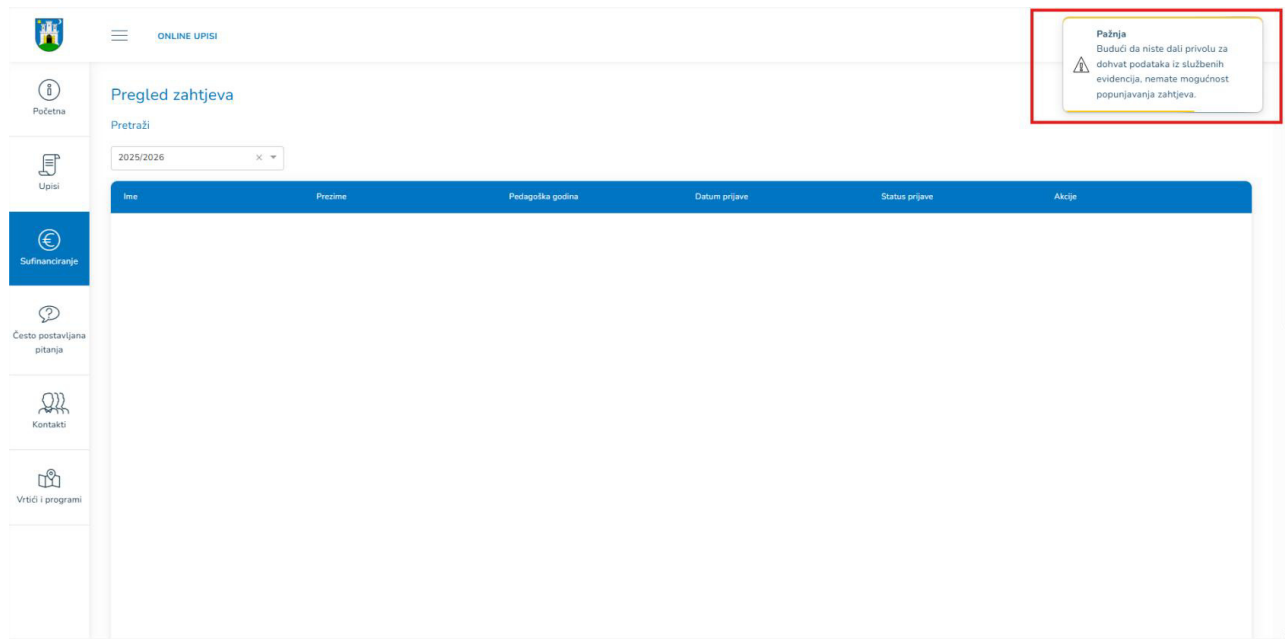 ONLINE UPISI
Pažnja
Budući da niste dali privolu za
dohvat podataka iz službenih
evidencija, nemate mogućnost
popunjavanja zahtjeva.
Početna
Upisi
Sufinanciranje
Često postavljana
pitanja
Kontakti
Vrtići i programi
Pregled zahtjeva
Pretraži
2025/2026
Ime Prezime Pedagoška godina Datum prijave Status prijave Akcije